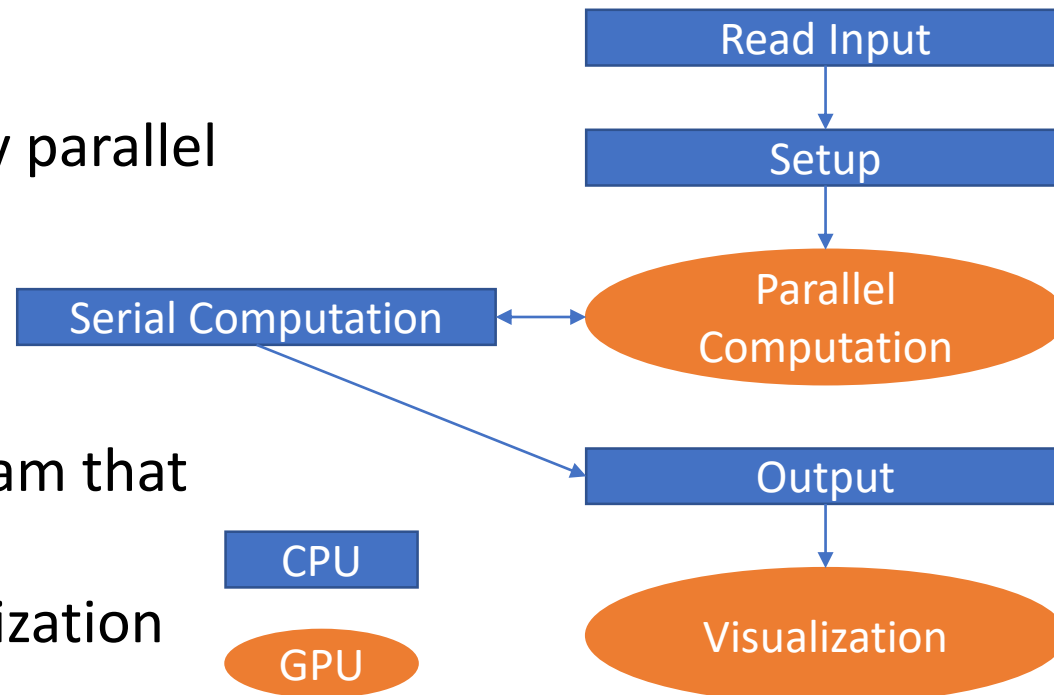 Read Input
y parallel
Setup
Parallel
Computation
Serial Computation
am that
Output
CPU
ization
Visualization
GPU